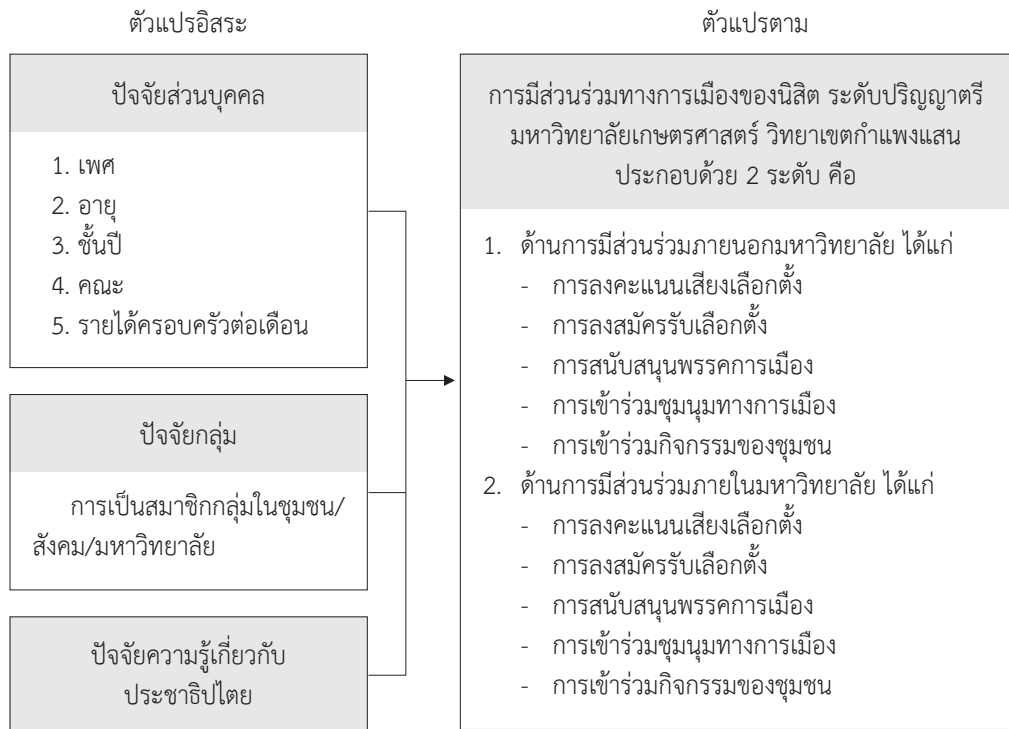 ตัวแปรอิสระ
ปัจจัยส่วนบุคคล
1. เพศ
2. อายุ
3. ชั้นปี
4. คณะ
5. รายได้ครอบครัวต่อเดือน
ปัจจัยกลุ่ม
การเป็นสมาชิกกลุ่มในชุมชน/
สังคม/มหาวิทยาลัย
ปัจจัยความรู้เกี่ยวกับ
ประชาธิปไตย
ตัวแปรตาม
การมีส่วนร่วมทางการเมืองของนิสิต ระดับปริญญาตรี
มหาวิทยาลัยเกษตรศาสตร์ วิทยาเขตกำแพงแสน
ประกอบด้วย 2 ระดับ คือ
1. ด้านการมีส่วนร่วมภายนอกมหาวิทยาลัย ได้แก่
- การลงคะแนนเสียงเลือกตั้ง
- การลงสมัครรับเลือกตั้ง
- การสนับสนุนพรรคการเมือง
- การเข้าร่วมชุมนุมทางการเมือง
- การเข้าร่วมกิจกรรมของชุมชน
2. ด้านการมีส่วนร่วมภายในมหาวิทยาลัย ได้แก่
- การลงคะแนนเสียงเลือกตั้ง
- การลงสมัครรับเลือกตั้ง
- การสนับสนุนพรรคการเมือง
- การเข้าร่วมชุมนุมทางการเมือง
- การเข้าร่วมกิจกรรมของชุมชน